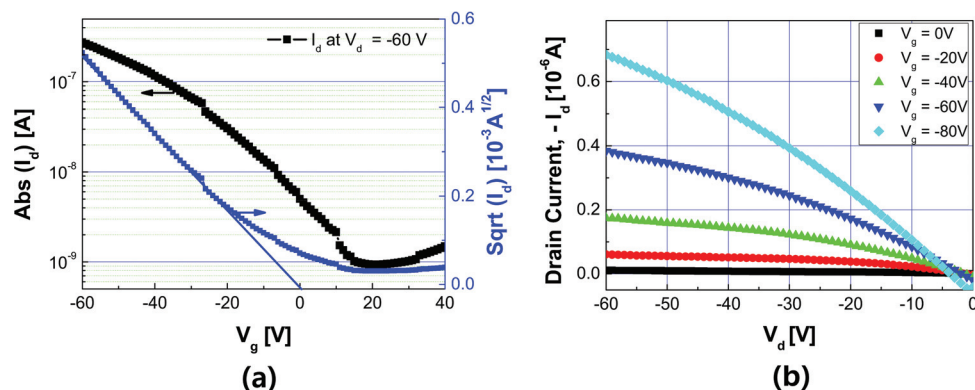 I_d at V_d = -60 V
Abs (I_d) [A]
10^-7
10^-8
10^-9
Sqrt (I_d) [10^-3A^1/2]
0.6
0.4
0.2
0.0
-60 -40 -20 0 20 40
V_g [V]
(a)
V_g = 0V
V_g = -20V
V_g = -40V
V_g = -60V
V_g = -80V
Drain Current, - I_d [10^-6A]
0.6
0.4
0.2
0.0
-60 -50 -40 -30 -20 -10 0
V_d [V]
(b)